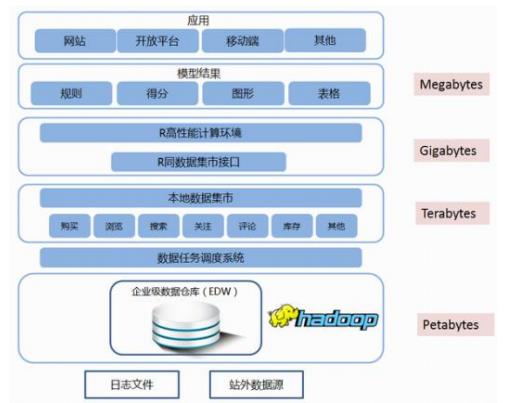 应用
网站 开放平台 移动端 其他
模型结果
规则 得分 图形 表格
Megabytes
R高性能计算环境
R同数据集市接口
Gigabytes
本地数据集市
购买 浏览 搜索 关注 评论 库存 其他
Terabytes
数据任务调度系统
企业级数据仓库（EDW）
hadoop
Petabytes
日志文件 站外数据源